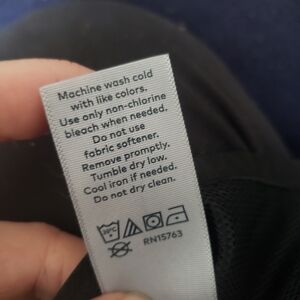 Machine wash cold
with like colors.
Use only non-chlorine
bleach when needed.
Do not use
fabric softener.
Remove promptly.
Tumble dry low.
Cool iron if needed.
Do not dry clean.
30°C
RN15763